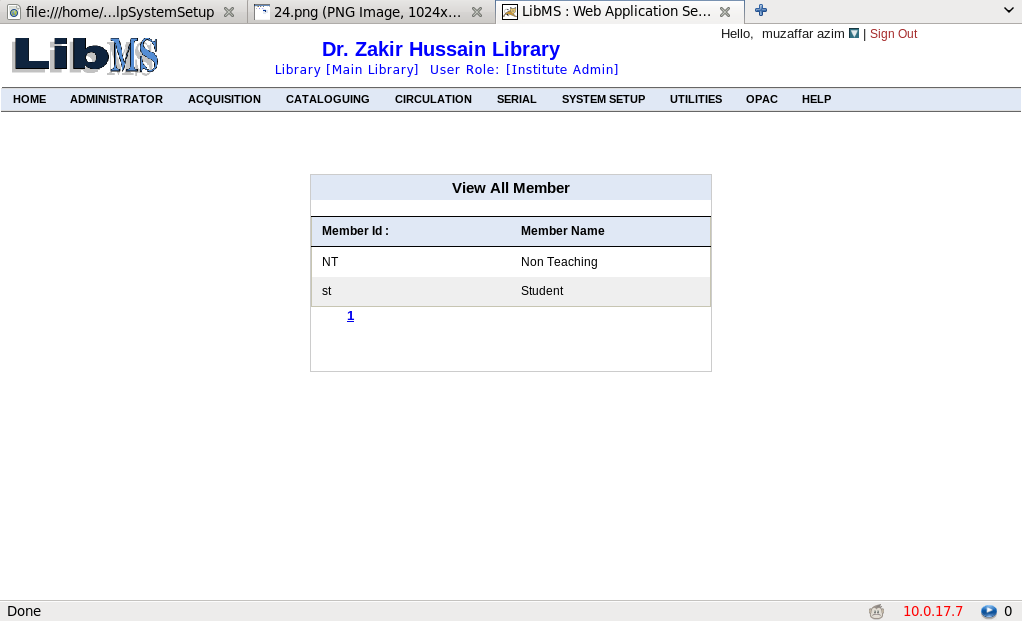 file:///home/...lpSystemSetup 24.png (PNG Image, 1024x... LibMS : Web Application Se...
Hello, muzaffar azim | Sign Out
LibMS
Dr. Zakir Hussain Library
Library [Main Library] User Role: [Institute Admin]
HOME ADMINISTRATOR ACQUISITION CATALOGUING CIRCULATION SERIAL SYSTEM SETUP UTILITIES OPAC HELP
View All Member
Member Id : Member Name
NT Non Teaching
st Student
1
Done 10.0.17.7 0